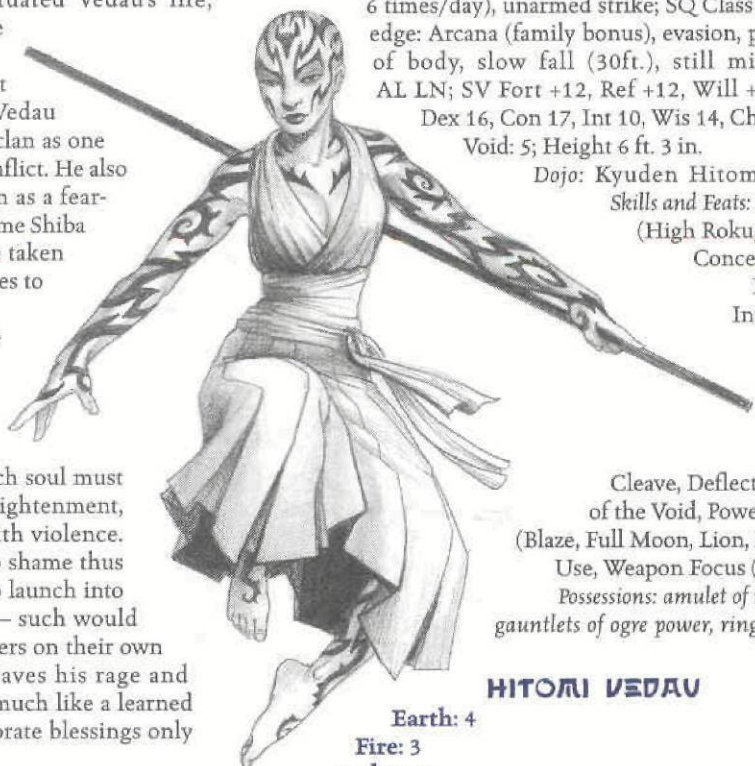 Vedau's life,
t
Vedau
clan as one
nflict. He also
n as a fear-
me Shiba
taken
es to
ch soul must
lightenment,
th violence.
o shame thus
o launch into
– such would
ers on their own
aves his rage and
much like a learned
orate blessings only
6 times/day), unarmed strike; SQ Class
edge: Arcana (family bonus), evasion, p
of body, slow fall (30ft.), still mi
AL LN; SV Fort +12, Ref +12, Will +
Dex 16, Con 17, Int 10, Wis 14, Ch
Void: 5; Height 6 ft. 3 in.
Dojo: Kyuden Hitom
Skills and Feats:
(High Roku
Conce
In
Cleave, Deflect
of the Void, Powe
(Blaze, Full Moon, Lion,
Use, Weapon Focus (
Possessions: amulet of
gauntlets of ogre power, ring
HITOMI VEDAU
Earth: 4
Fire: 3